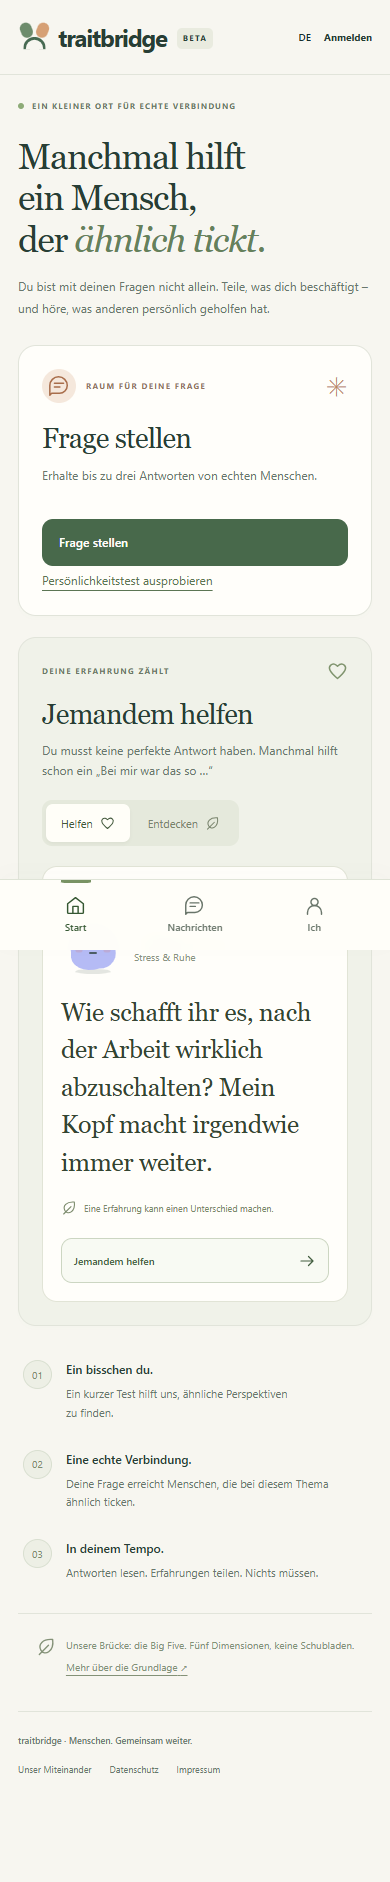 traitbridge BETA DE Anmelden
EIN KLEINER ORT FÜR ECHTE VERBINDUNG
Manchmal hilft
ein Mensch,
der ähnlich tickt.
Du bist mit deinen Fragen nicht allein. Teile, was dich beschäftigt –
und höre, was anderen persönlich geholfen hat.
RAUM FÜR DEINE FRAGE
Frage stellen
Erhalte bis zu drei Antworten von echten Menschen.
Frage stellen
Persönlichkeitstest ausprobieren
DEINE ERFAHRUNG ZÄHLT
Jemandem helfen
Du musst keine perfekte Antwort haben. Manchmal hilft
schon ein „Bei mir war das so …“
Helfen Entdecken
Start Nachrichten Ich
Stress & Ruhe
Wie schafft ihr es, nach
der Arbeit wirklich
abzuschalten? Mein
Kopf macht irgendwie
immer weiter.
Eine Erfahrung kann einen Unterschied machen.
Jemandem helfen →
01 Ein bisschen du.
Ein kurzer Test hilft uns, ähnliche Perspektiven
zu finden.
02 Eine echte Verbindung.
Deine Frage erreicht Menschen, die bei diesem Thema
ähnlich ticken.
03 In deinem Tempo.
Antworten lesen. Erfahrungen teilen. Nichts müssen.
Unsere Brücke: die Big Five. Fünf Dimensionen, keine Schubladen.
Mehr über die Grundlage ↗
traitbridge · Menschen. Gemeinsam weiter.
Unser Miteinander Datenschutz Impressum